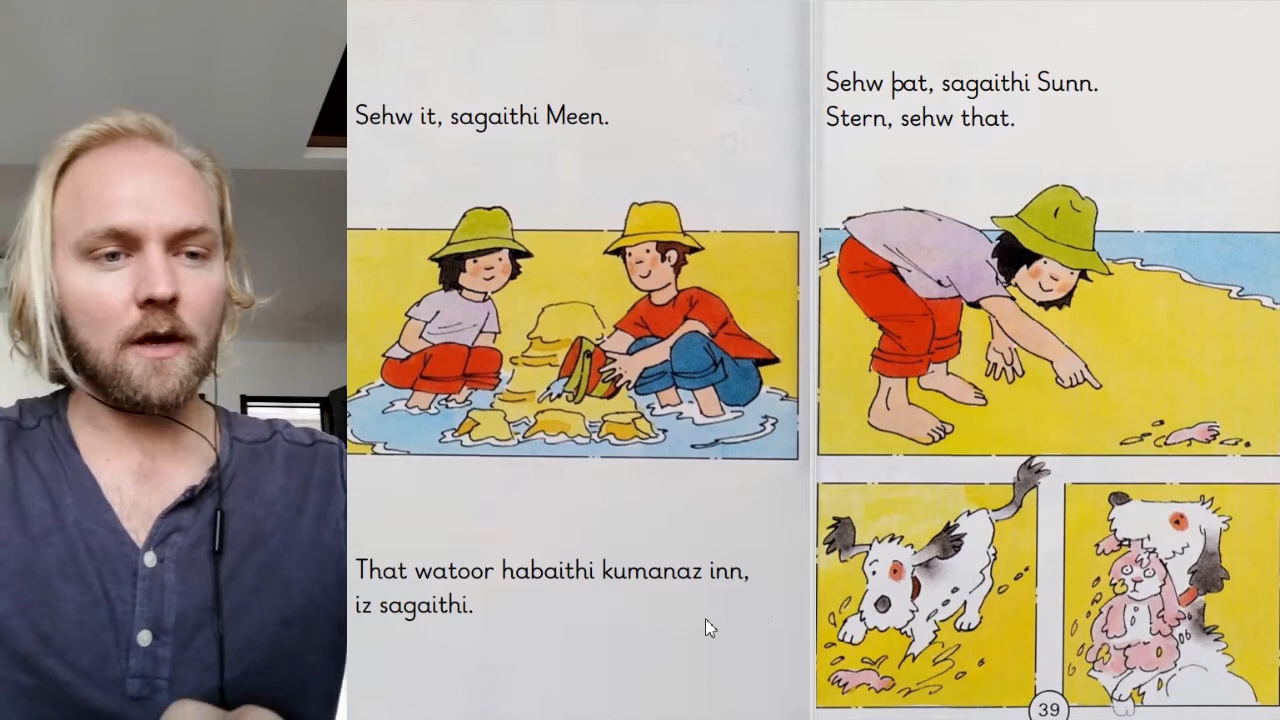 Sehw it, sagaithi Meen.
That watoor habaithi kumanaz inn,
iz sagaithi.
Sehw þat, sagaithi Sunn.
Stern, sehw that.
39